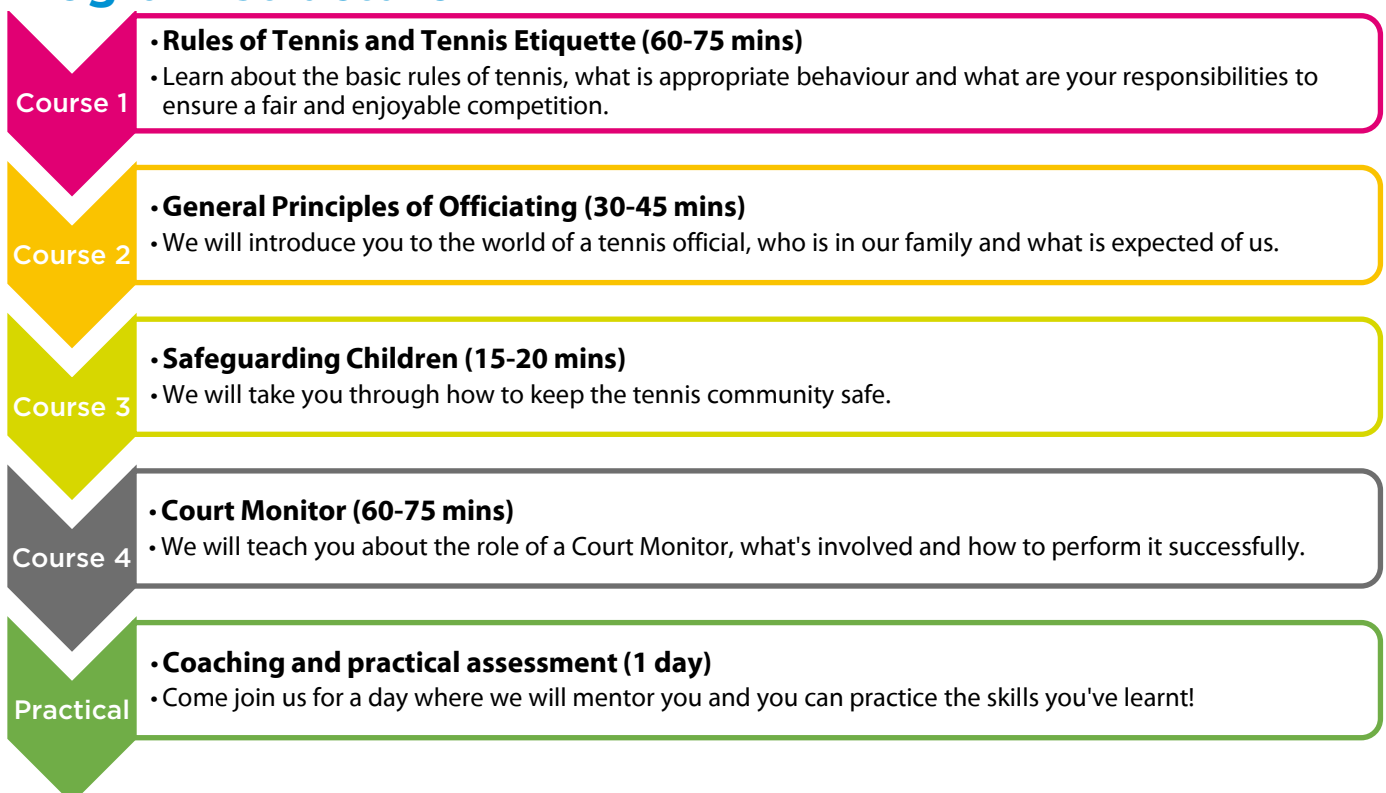 Course 1
• Rules of Tennis and Tennis Etiquette (60-75 mins)
• Learn about the basic rules of tennis, what is appropriate behaviour and what are your responsibilities to
ensure a fair and enjoyable competition.
Course 2
• General Principles of Officiating (30-45 mins)
• We will introduce you to the world of a tennis official, who is in our family and what is expected of us.
Course 3
• Safeguarding Children (15-20 mins)
• We will take you through how to keep the tennis community safe.
Course 4
• Court Monitor (60-75 mins)
• We will teach you about the role of a Court Monitor, what's involved and how to perform it successfully.
Practical
• Coaching and practical assessment (1 day)
• Come join us for a day where we will mentor you and you can practice the skills you've learnt!